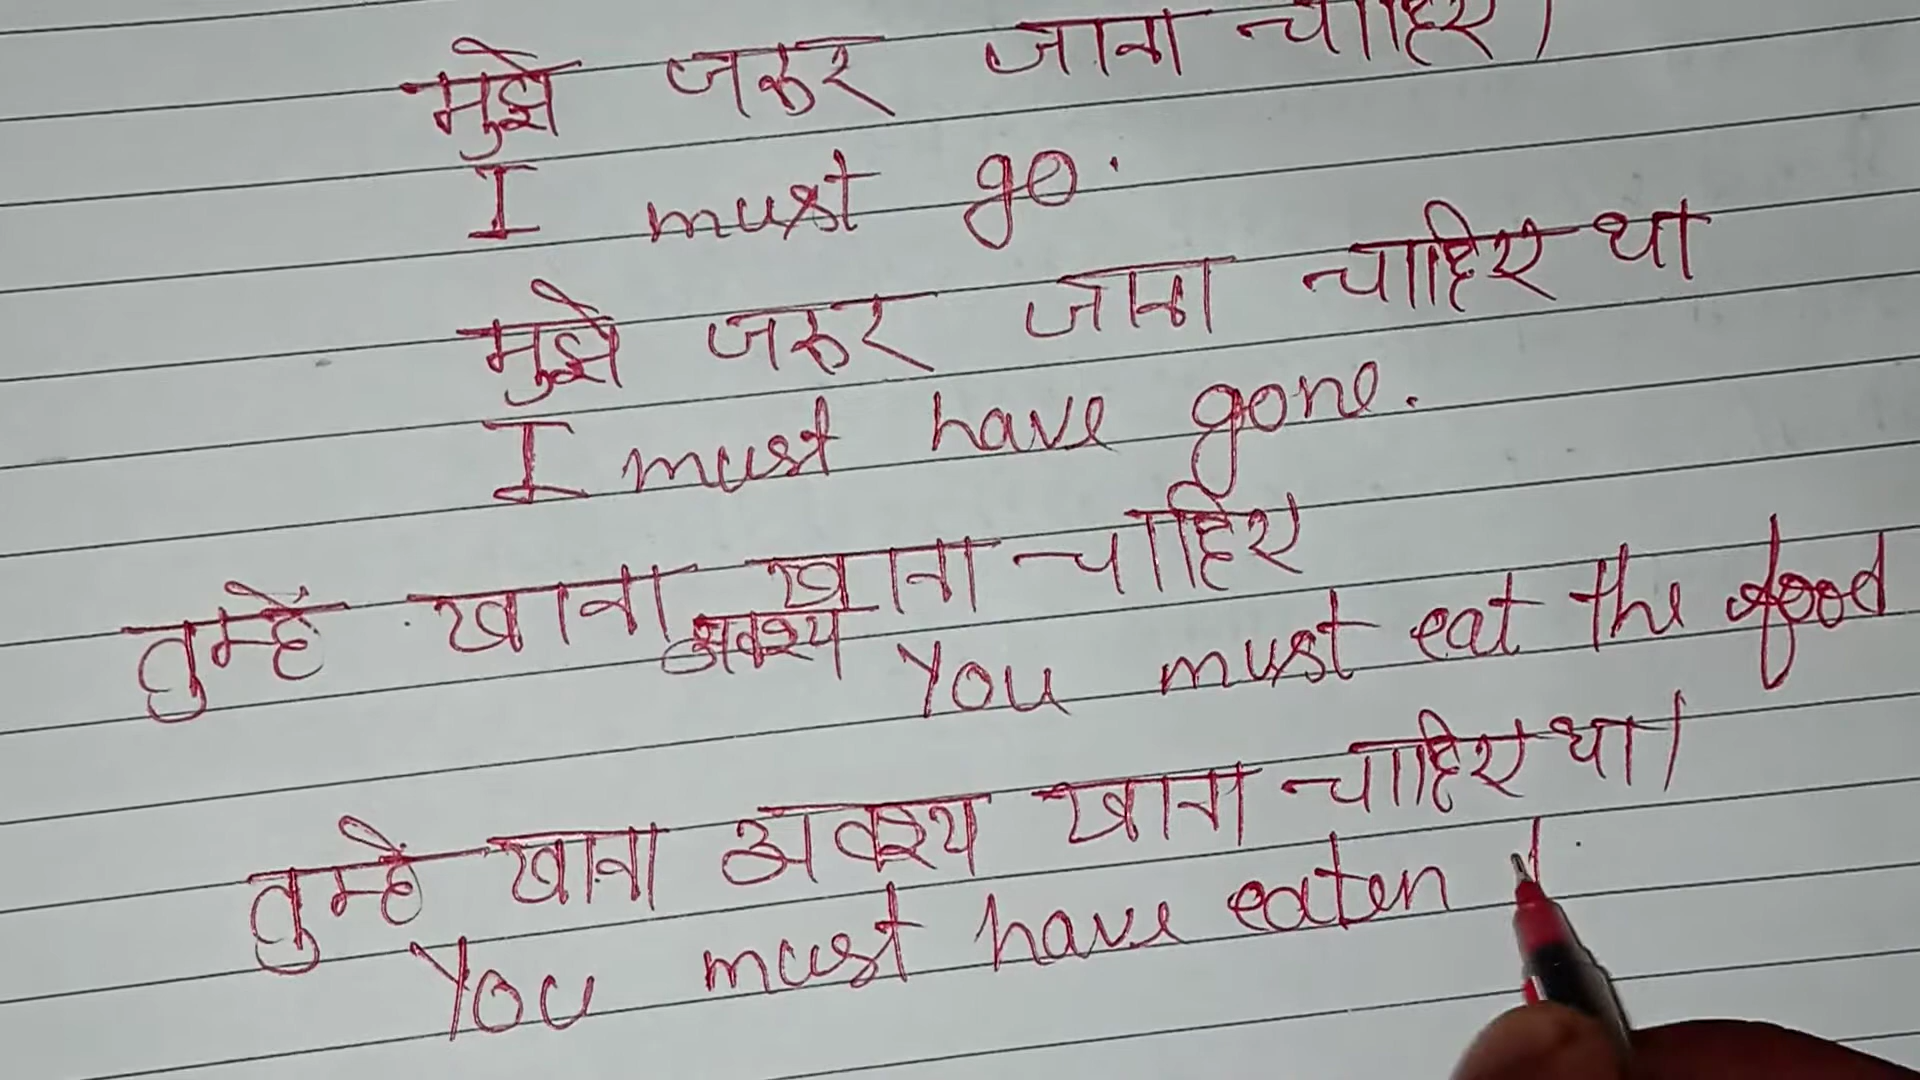 मुझे जरुर जाना चाहिए।
I must go.
मुझे जरुर जाना चाहिए था
I must have gone.
तुम्हें खाना अवश्य खाना चाहिए
You must eat the food
तुम्हें खाना अवश्य खाना चाहिए था।
You must have eaten